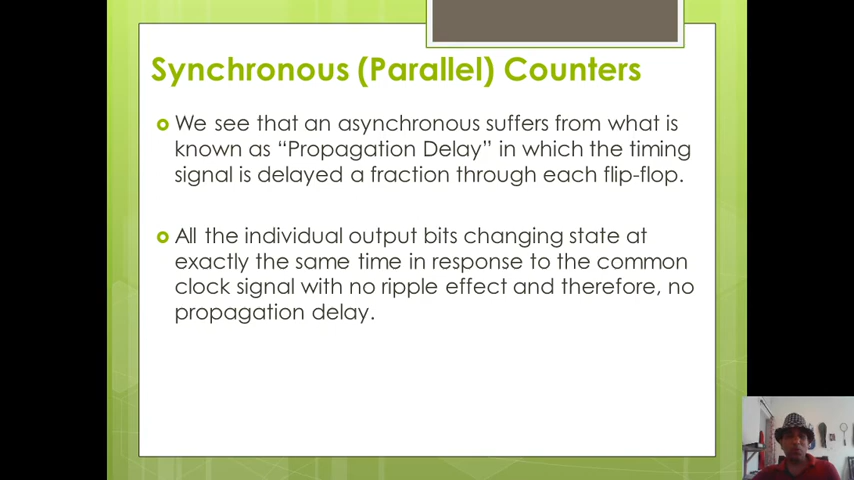 Synchronous (Parallel) Counters
We see that an asynchronous suffers from what is
known as “Propagation Delay” in which the timing
signal is delayed a fraction through each flip-flop.
All the individual output bits changing state at
exactly the same time in response to the common
clock signal with no ripple effect and therefore, no
propagation delay.